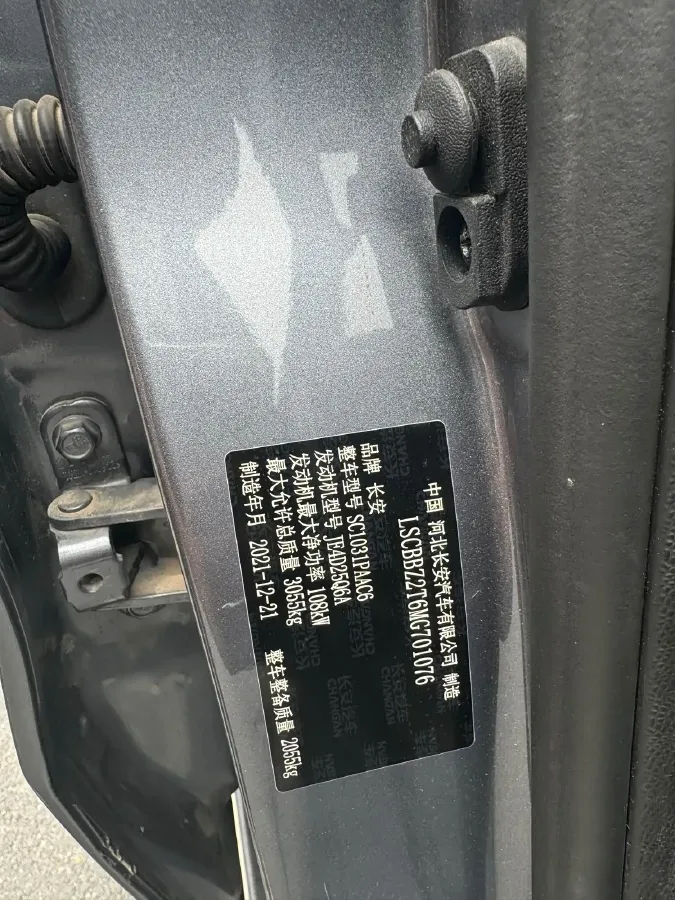 中国 河北长安汽车有限公司 制造
LSCBBZ2T6MG701076
品牌 长安
整车型号 SC1031PAAC6
发动机型号 JE4D25Q6A
发动机最大净功率 108kW
最大允许总质量 3055kg
制造年月 2021-12-21 整车整备质量 2055kg